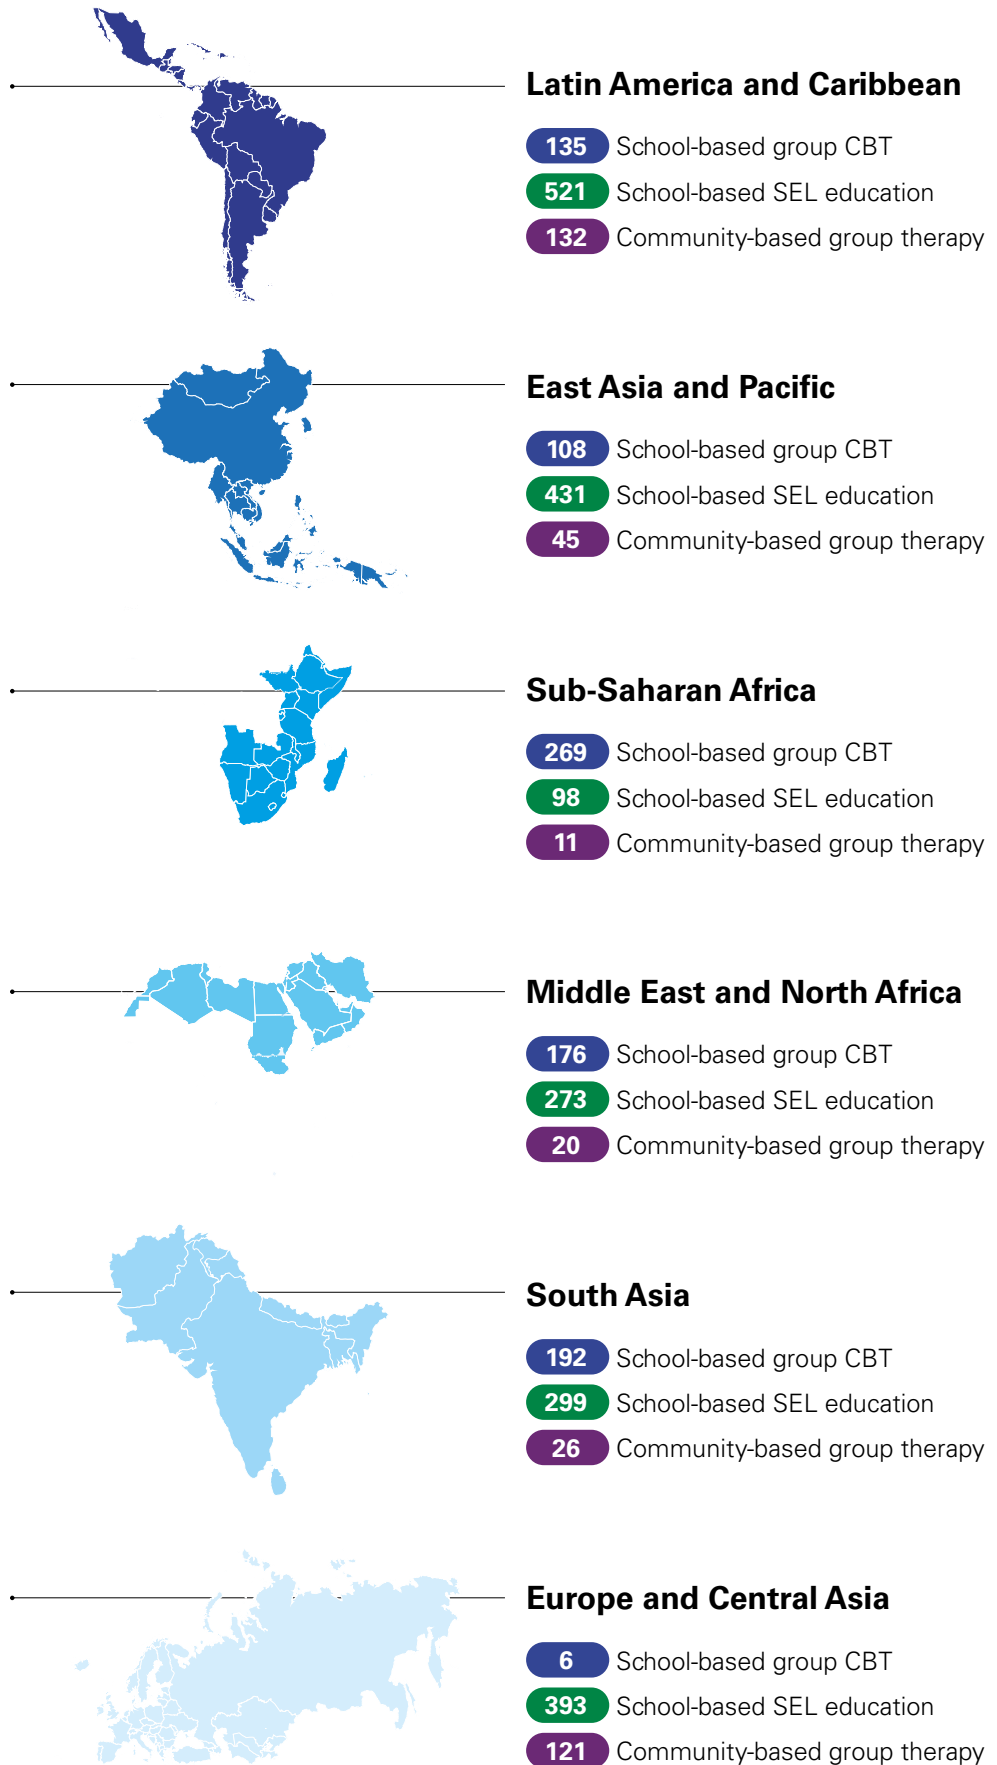 Latin America and Caribbean
135 School-based group CBT
521 School-based SEL education
132 Community-based group therapy
East Asia and Pacific
108 School-based group CBT
431 School-based SEL education
45 Community-based group therapy
Sub-Saharan Africa
269 School-based group CBT
98 School-based SEL education
11 Community-based group therapy
Middle East and North Africa
176 School-based group CBT
273 School-based SEL education
20 Community-based group therapy
South Asia
192 School-based group CBT
299 School-based SEL education
26 Community-based group therapy
Europe and Central Asia
6 School-based group CBT
393 School-based SEL education
121 Community-based group therapy